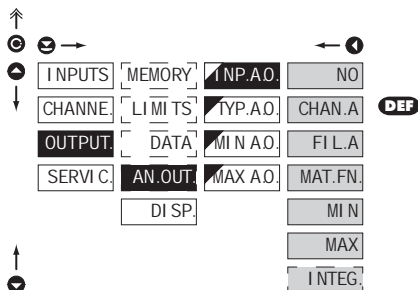 INPUTS MEMORY INP.A.O. NO
CHANNE. LIMITS TYP.A.O. CHAN.A DEF
OUTPUT. DATA MIN A.O. FIL.A
SERVIC. AN.OUT. MAX A.O. MAT.FN.
DISP. MIN
MAX
INTEG.